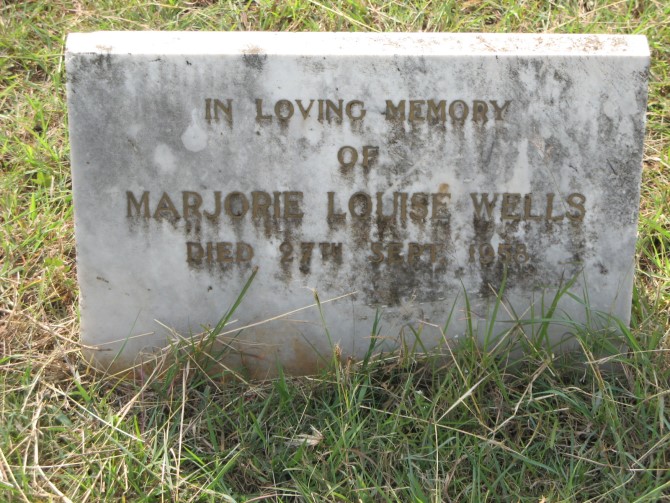 IN LOVING MEMORY
OF
MARJORIE LOUISE WELLS
DIED 27TH SEPT.